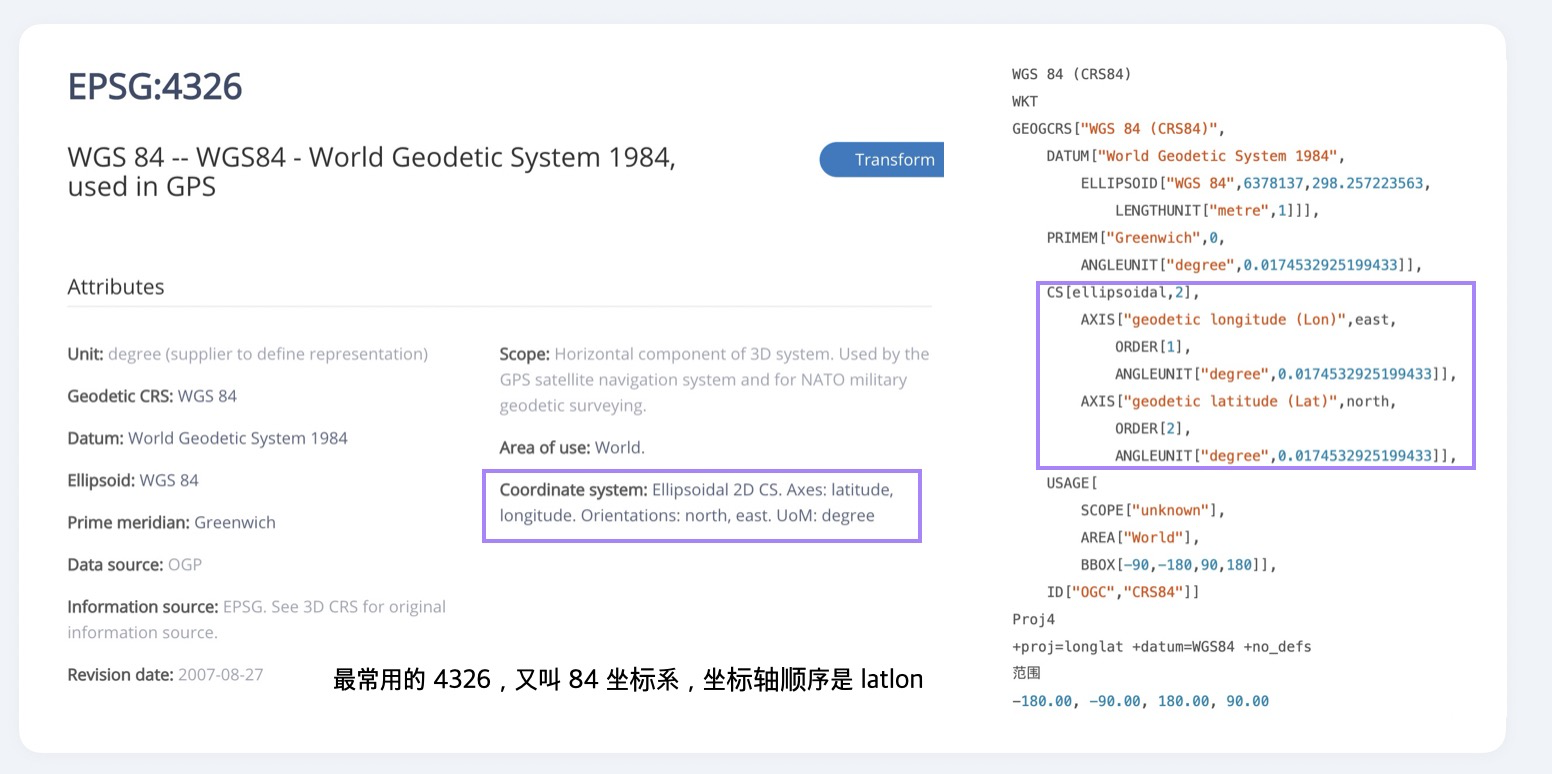 EPSG:4326
WGS 84 -- WGS84 - World Geodetic System 1984,
used in GPS
Transform
Attributes
Unit: degree (supplier to define representation)
Geodetic CRS: WGS 84
Datum: World Geodetic System 1984
Ellipsoid: WGS 84
Prime meridian: Greenwich
Data source: OGP
Information source: EPSG. See 3D CRS for original
information source.
Revision date: 2007-08-27
Scope: Horizontal component of 3D system. Used by the
GPS satellite navigation system and for NATO military
geodetic surveying.
Area of use: World.
Coordinate system: Ellipsoidal 2D CS. Axes: latitude,
longitude. Orientations: north, east. UoM: degree
最常用的 4326，又叫 84 坐标系，坐标轴顺序是 latlon
WGS 84 (CRS84)
WKT
GEOGCRS["WGS 84 (CRS84)",
DATUM["World Geodetic System 1984",
ELLIPSOID["WGS 84",6378137,298.257223563,
LENGTHUNIT["metre",1]]],
PRIMEM["Greenwich",0,
ANGLEUNIT["degree",0.0174532925199433]],
CS[ellipsoidal,2],
AXIS["geodetic longitude (Lon)",east,
ORDER[1],
ANGLEUNIT["degree",0.0174532925199433]],
AXIS["geodetic latitude (Lat)",north,
ORDER[2],
ANGLEUNIT["degree",0.0174532925199433]],
USAGE[
SCOPE["unknown"],
AREA["World"],
BBOX[-90,-180,90,180]],
ID["OGC","CRS84"]]
Proj4
+proj=longlat +datum=WGS84 +no_defs
范围
-180.00, -90.00, 180.00, 90.00